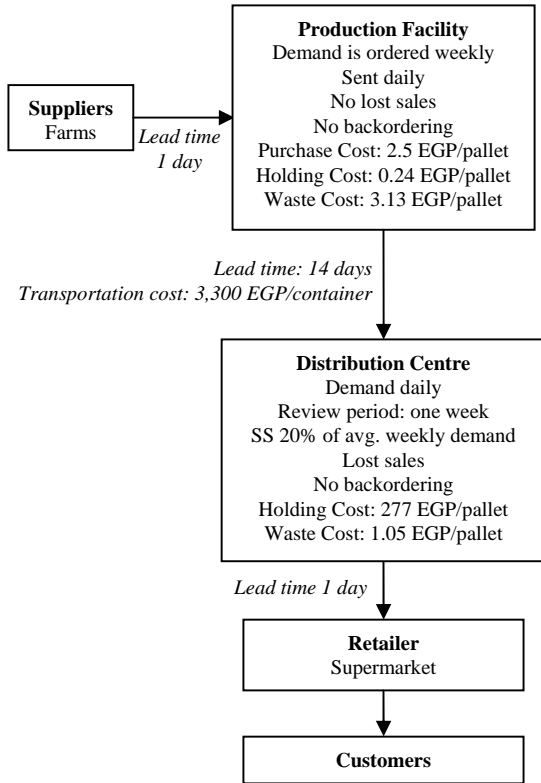 Production Facility
Demand is ordered weekly
Sent daily
No lost sales
No backordering
Purchase Cost: 2.5 EGP/pallet
Holding Cost: 0.24 EGP/pallet
Waste Cost: 3.13 EGP/pallet
Suppliers
Farms
Lead time
1 day
Lead time: 14 days
Transportation cost: 3,300 EGP/container
Distribution Centre
Demand daily
Review period: one week
SS 20% of avg. weekly demand
Lost sales
No backordering
Holding Cost: 277 EGP/pallet
Waste Cost: 1.05 EGP/pallet
Lead time 1 day
Retailer
Supermarket
Customers